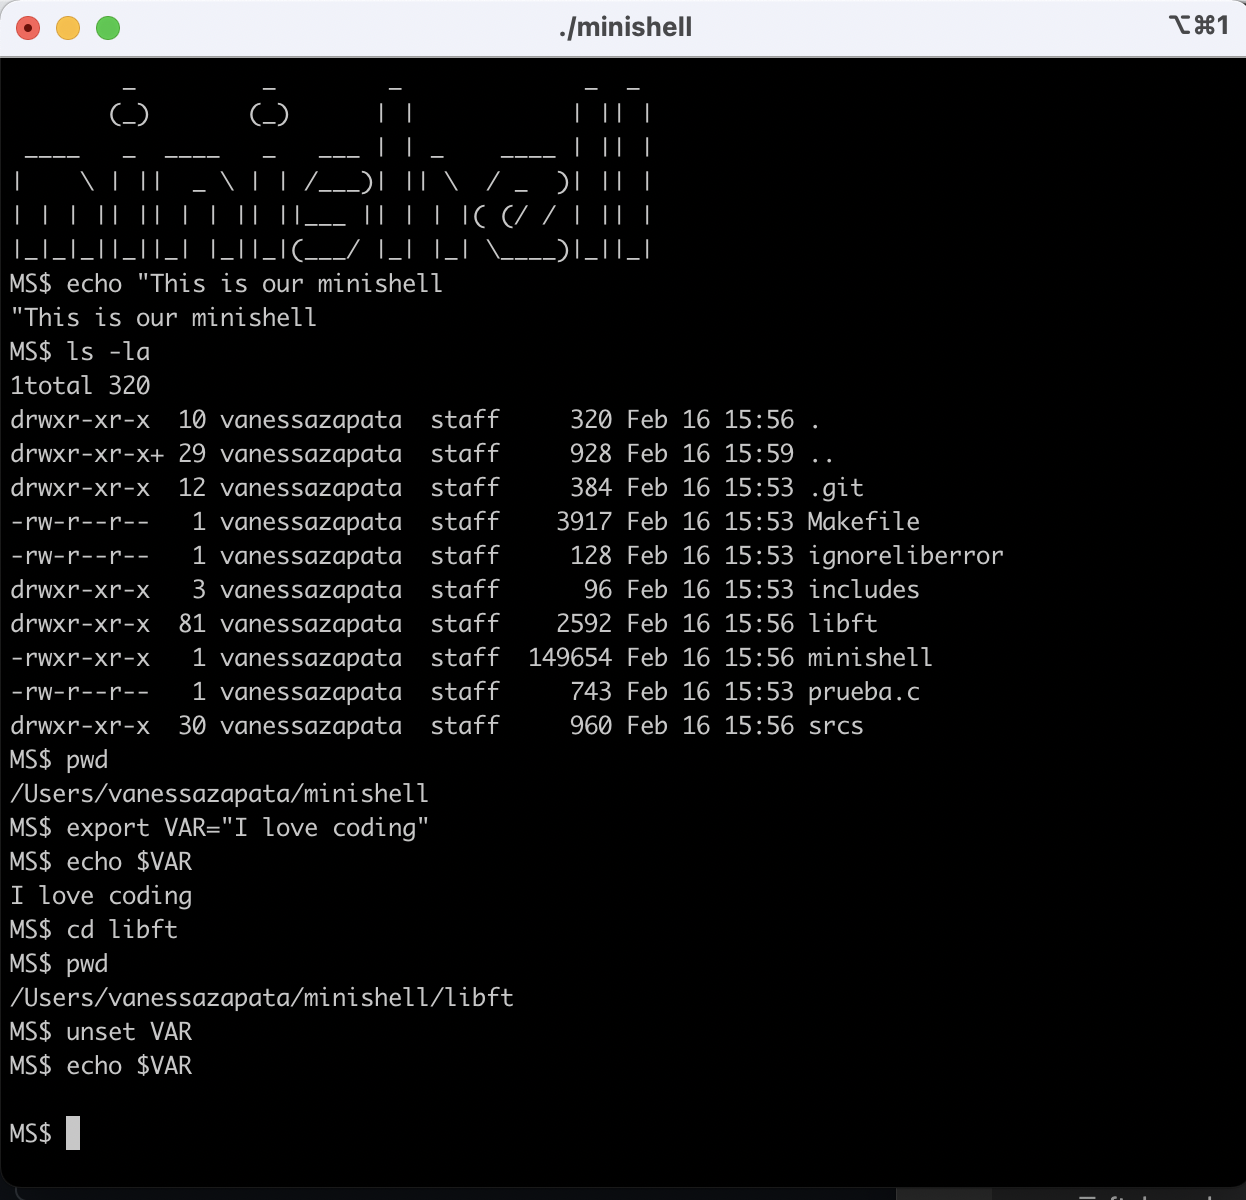 ./minishell
⌥⌘1
        _         _        _             _  _
       (_)       (_)      | |           | || |
 ____   _  ____   _   ___ | | _    ____ | || |
|    \ | ||  _ \ | | /___)| || \  / _  )| || |
| | | || || | | || ||___ || | | |( (/ / | || |
|_|_|_||_||_| |_||_|(___/ |_| |_| \____)|_||_|
MS$ echo "This is our minishell
"This is our minishell
MS$ ls -la
1total 320
drwxr-xr-x  10 vanessazapata  staff     320 Feb 16 15:56 .
drwxr-xr-x+ 29 vanessazapata  staff     928 Feb 16 15:59 ..
drwxr-xr-x  12 vanessazapata  staff     384 Feb 16 15:53 .git
-rw-r--r--   1 vanessazapata  staff    3917 Feb 16 15:53 Makefile
-rw-r--r--   1 vanessazapata  staff     128 Feb 16 15:53 ignoreliberror
drwxr-xr-x   3 vanessazapata  staff      96 Feb 16 15:53 includes
drwxr-xr-x  81 vanessazapata  staff    2592 Feb 16 15:56 libft
-rwxr-xr-x   1 vanessazapata  staff  149654 Feb 16 15:56 minishell
-rw-r--r--   1 vanessazapata  staff     743 Feb 16 15:53 prueba.c
drwxr-xr-x  30 vanessazapata  staff     960 Feb 16 15:56 srcs
MS$ pwd
/Users/vanessazapata/minishell
MS$ export VAR="I love coding"
MS$ echo $VAR
I love coding
MS$ cd libft
MS$ pwd
/Users/vanessazapata/minishell/libft
MS$ unset VAR
MS$ echo $VAR

MS$